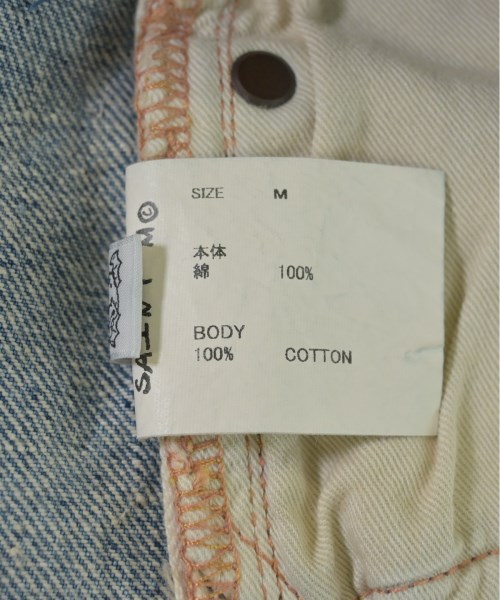 SIZE M
本体
綿 100%
BODY
100% COTTON